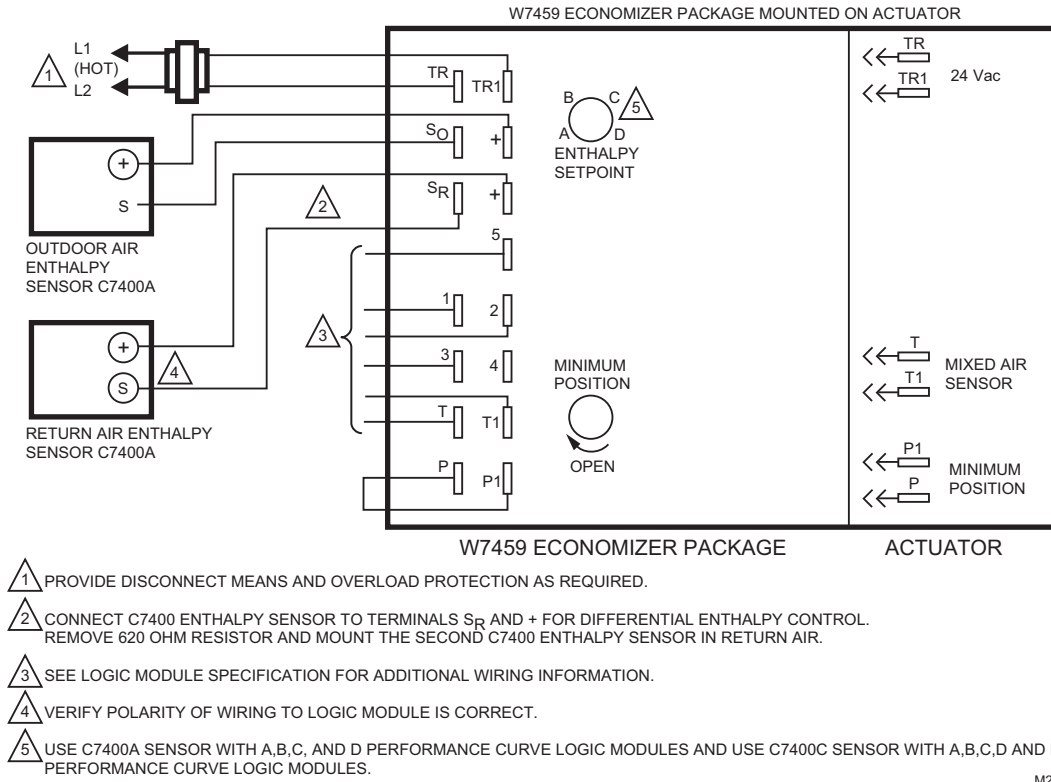 W7459 ECONOMIZER PACKAGE MOUNTED ON ACTUATOR
1
L1
(HOT)
L2
TR
TR1
SO
+
SR
+
5
1
2
3
4
T
T1
P
P1
B
C
5
A
D
ENTHALPY
SETPOINT
MINIMUM
POSITION
OPEN
+
S
OUTDOOR AIR
ENTHALPY
SENSOR C7400A
2
3
+
S
4
RETURN AIR ENTHALPY
SENSOR C7400A
TR
TR1
24 Vac
T
T1
MIXED AIR
SENSOR
P1
P
MINIMUM
POSITION
W7459 ECONOMIZER PACKAGE
ACTUATOR
1 PROVIDE DISCONNECT MEANS AND OVERLOAD PROTECTION AS REQUIRED.
2 CONNECT C7400 ENTHALPY SENSOR TO TERMINALS SR AND + FOR DIFFERENTIAL ENTHALPY CONTROL.
REMOVE 620 OHM RESISTOR AND MOUNT THE SECOND C7400 ENTHALPY SENSOR IN RETURN AIR.
3 SEE LOGIC MODULE SPECIFICATION FOR ADDITIONAL WIRING INFORMATION.
4 VERIFY POLARITY OF WIRING TO LOGIC MODULE IS CORRECT.
5 USE C7400A SENSOR WITH A,B,C, AND D PERFORMANCE CURVE LOGIC MODULES AND USE C7400C SENSOR WITH A,B,C,D AND
PERFORMANCE CURVE LOGIC MODULES.